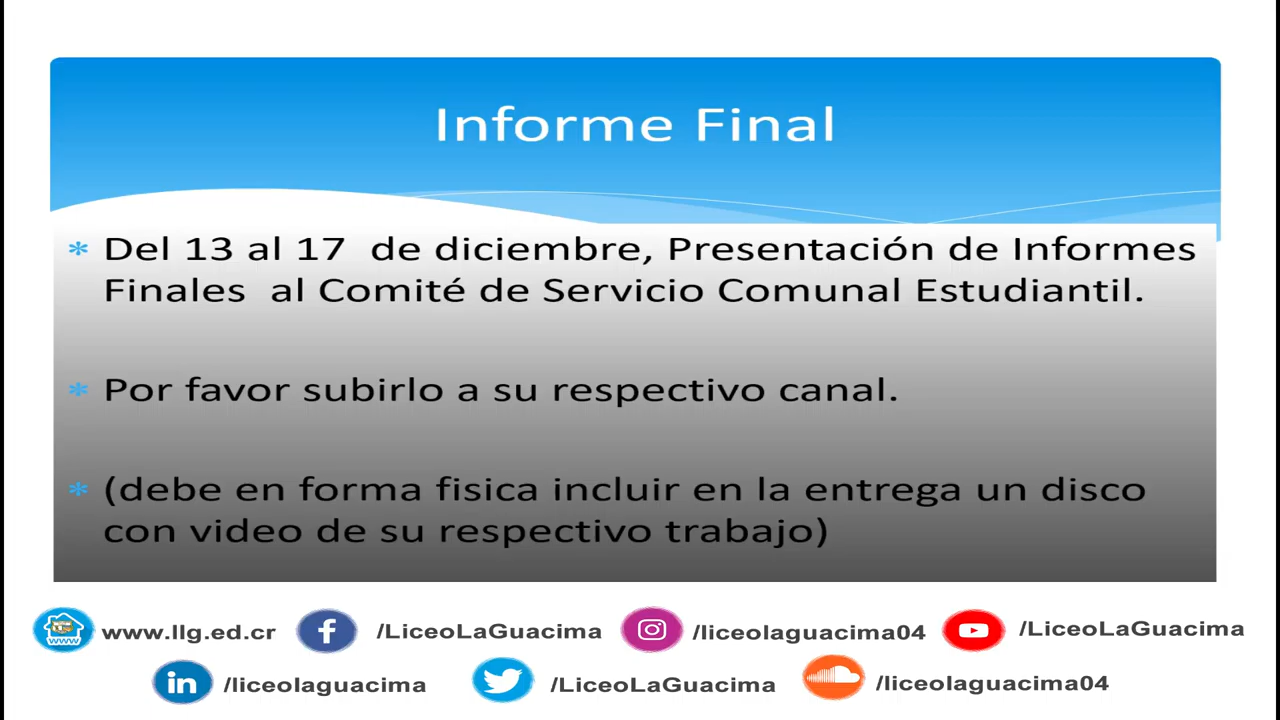 Informe Final
* Del 13 al 17 de diciembre, Presentación de Informes
Finales al Comité de Servicio Comunal Estudiantil.
* Por favor subirlo a su respectivo canal.
* (debe en forma fisica incluir en la entrega un disco
con video de su respectivo trabajo)
www.llg.ed.cr /LiceoLaGuacima /liceolaguacima04 /LiceoLaGuacima
/liceolaguacima /LiceoLaGuacima /liceolaguacima04